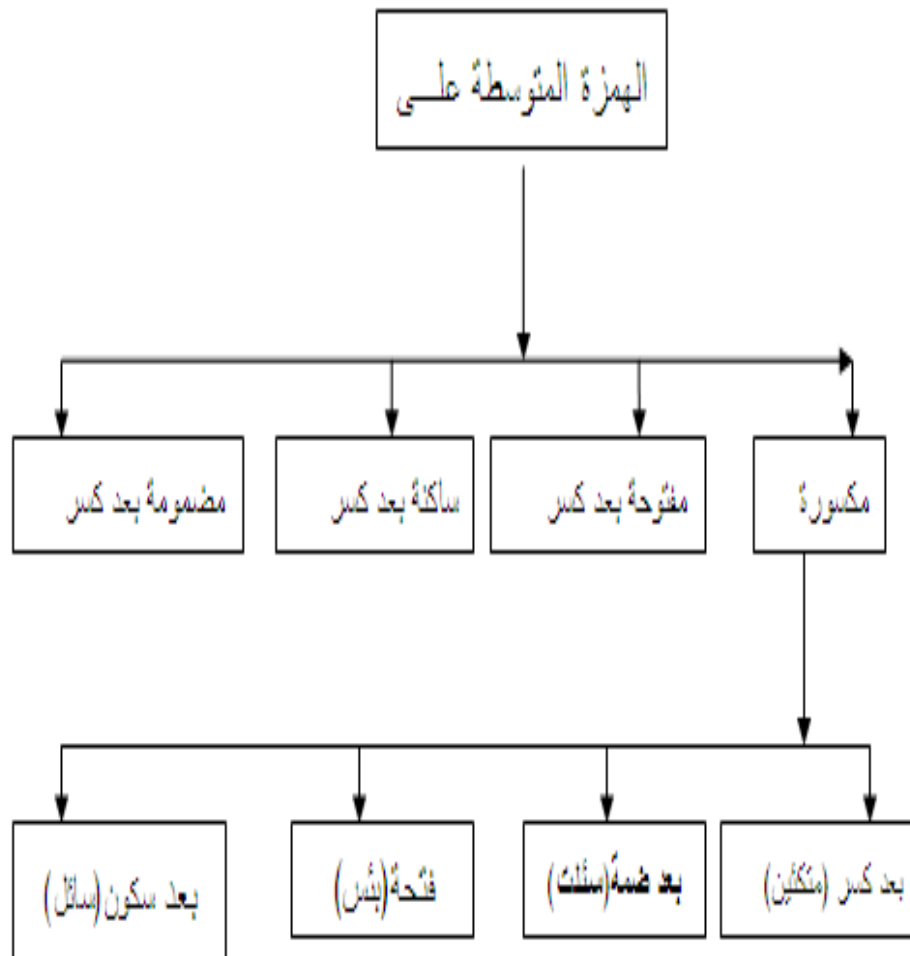 الهمزة المتوسطة علــى
مكسورة
مفتوحة بعد كسر
ساكنة بعد كسر
مضمومة بعد كسر
بعد كسر (متكئين)
بعد ضمة(سئلت)
فتحة(بئس)
بعد سكون(سائل)